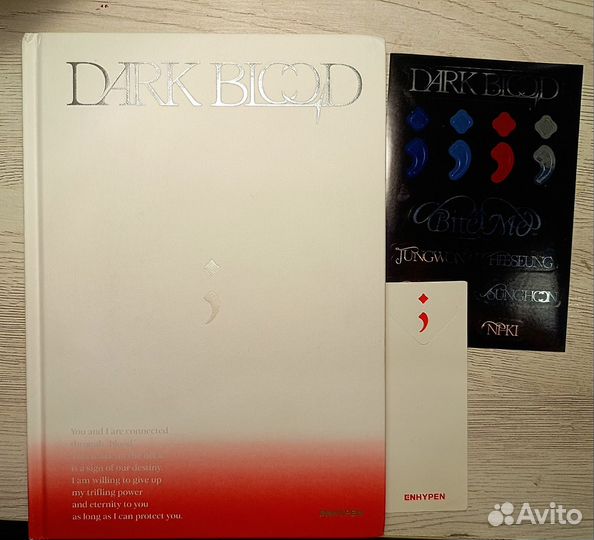 DARK BLOOD
;
You and I are connected
through "Blood"
is a sign of our destiny.
I am willing to give up
my trifling power
and eternity to you
as long as I can protect you.
ENHYPEN
DARK BLOOD
; ; ; ;
Bite Me
JUNGWON HEESEUNG
SUNGHOON
NI-KI
;
ENHYPEN
Avito